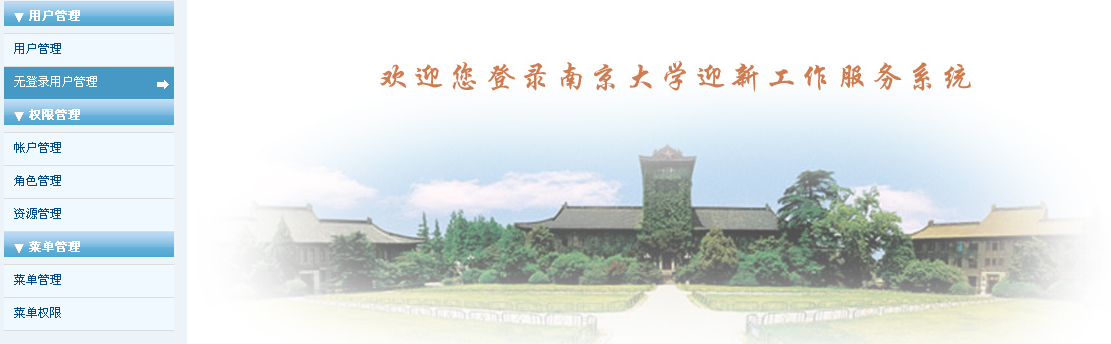 ▼ 用户管理
用户管理
无登录用户管理
▼ 权限管理
帐户管理
角色管理
资源管理
▼ 菜单管理
菜单管理
菜单权限
欢迎您登录南京大学迎新工作服务系统